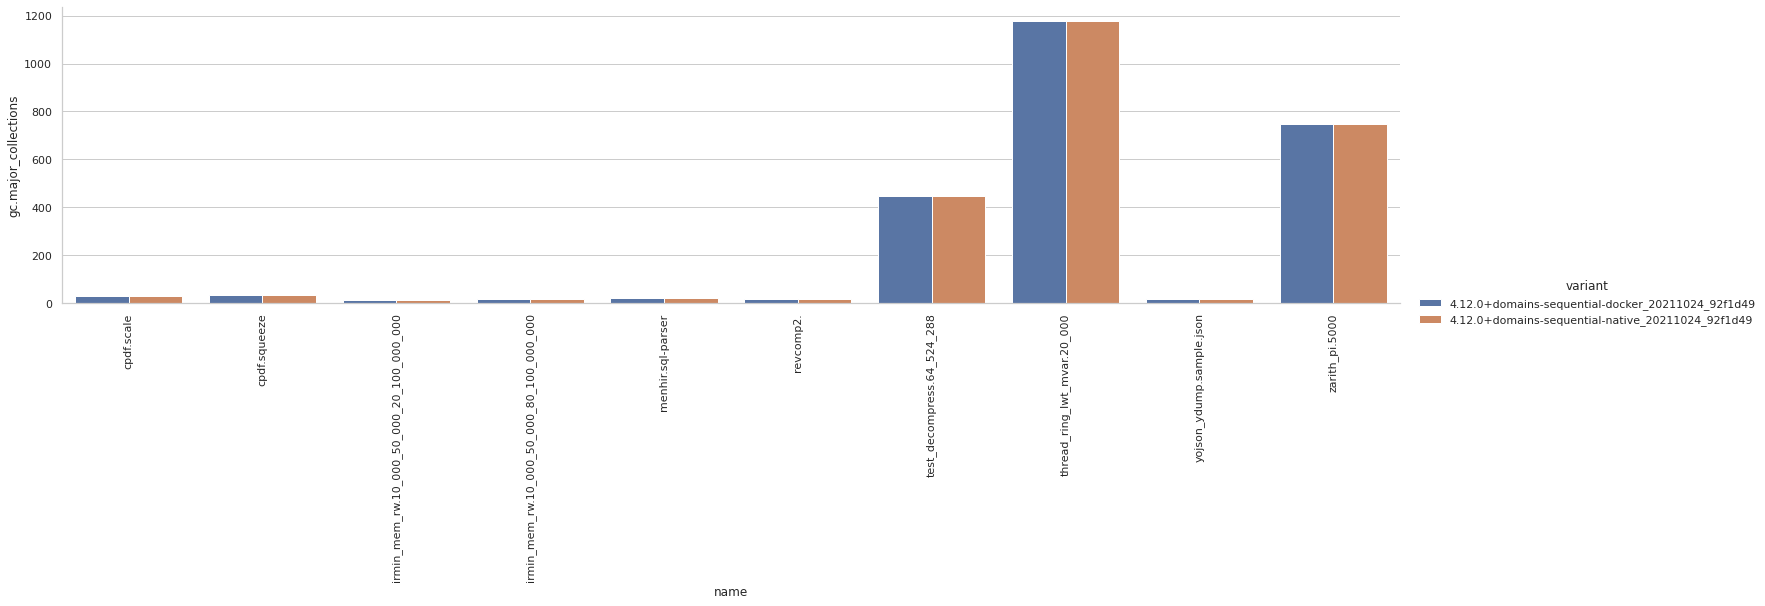 1200
1000
800
600
400
200
0
gc.major_collections
cpdf.scale
cpdf.squeeze
irmin_mem_rw.10_000_50_000_20_100_000_000
irmin_mem_rw.10_000_50_000_80_100_000_000
menhir.sql-parser
revcomp2.
test_decompress.64_524_288
thread_ring_lwt_mvar.20_000
yojson_ydump.sample.json
zarith_pi.5000
name
variant
4.12.0+domains-sequential-docker_20211024_92f1d49
4.12.0+domains-sequential-native_20211024_92f1d49